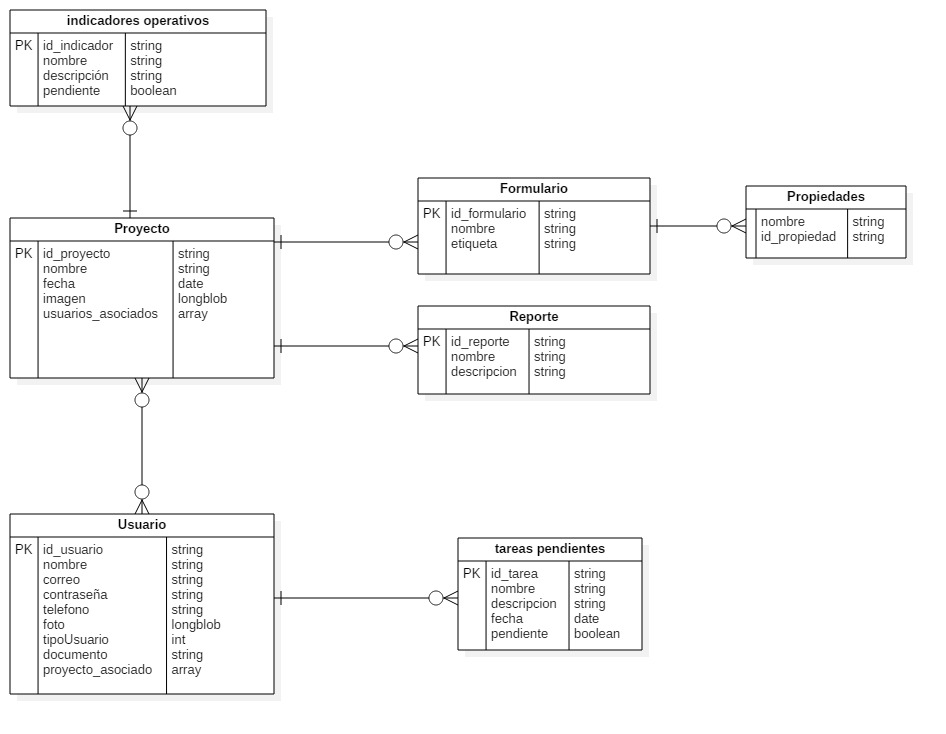 indicadores operativos
PK id_indicador string
nombre string
descripción string
pendiente boolean
Proyecto
PK id_proyecto string
nombre string
fecha date
imagen longblob
usuarios_asociados array
Formulario
PK id_formulario string
nombre string
etiqueta string
Propiedades
nombre string
id_propiedad string
Reporte
PK id_reporte string
nombre string
descripcion string
Usuario
PK id_usuario string
nombre string
correo string
contraseña string
telefono string
foto longblob
tipoUsuario int
documento string
proyecto_asociado array
tareas pendientes
PK id_tarea string
nombre string
descripcion string
fecha date
pendiente boolean